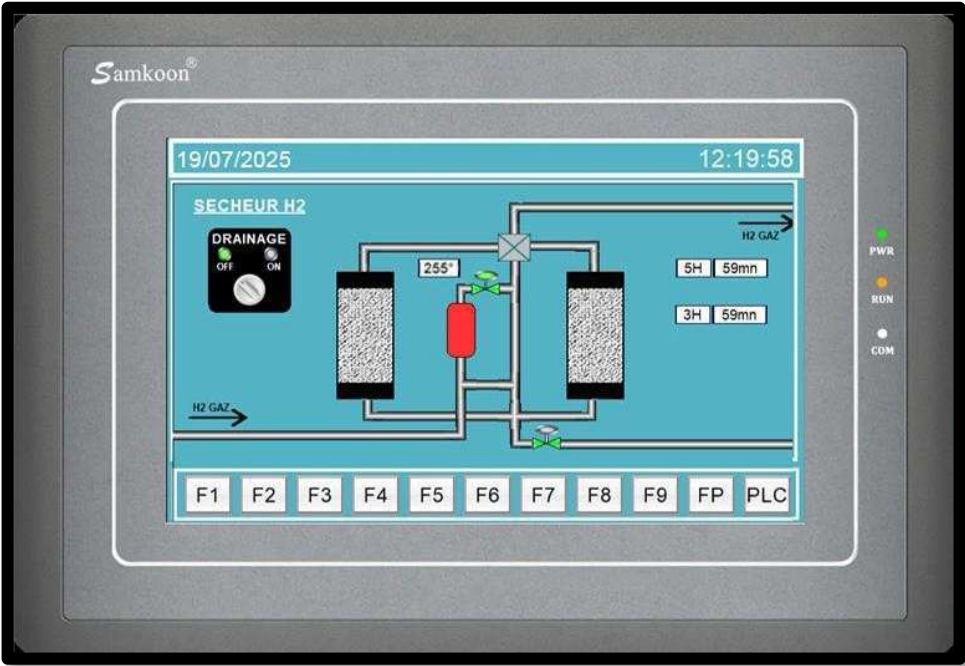 Samkoon®
19/07/2025 12:19:58
SECHEUR H2
DRAINAGE
OFF ON
H2 GAZ
255°
5H 59mn
3H 59mn
H2 GAZ
PWR
RUN
COM
F1 F2 F3 F4 F5 F6 F7 F8 F9 FP PLC